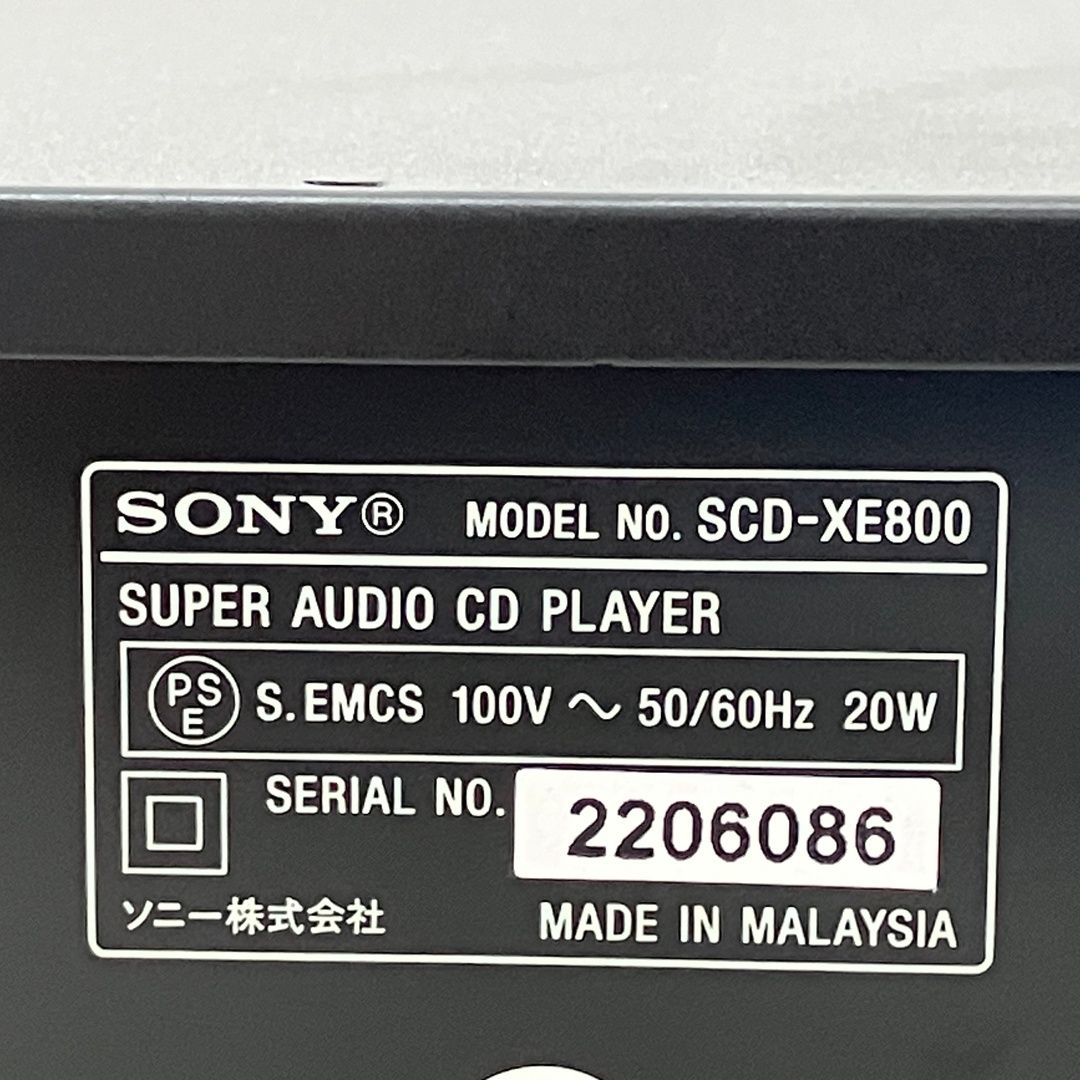 SONY® MODEL NO. SCD-XE800
SUPER AUDIO CD PLAYER
PSE S.EMCS 100V ～ 50/60Hz 20W
SERIAL NO. 2206086
ソニー株式会社 MADE IN MALAYSIA